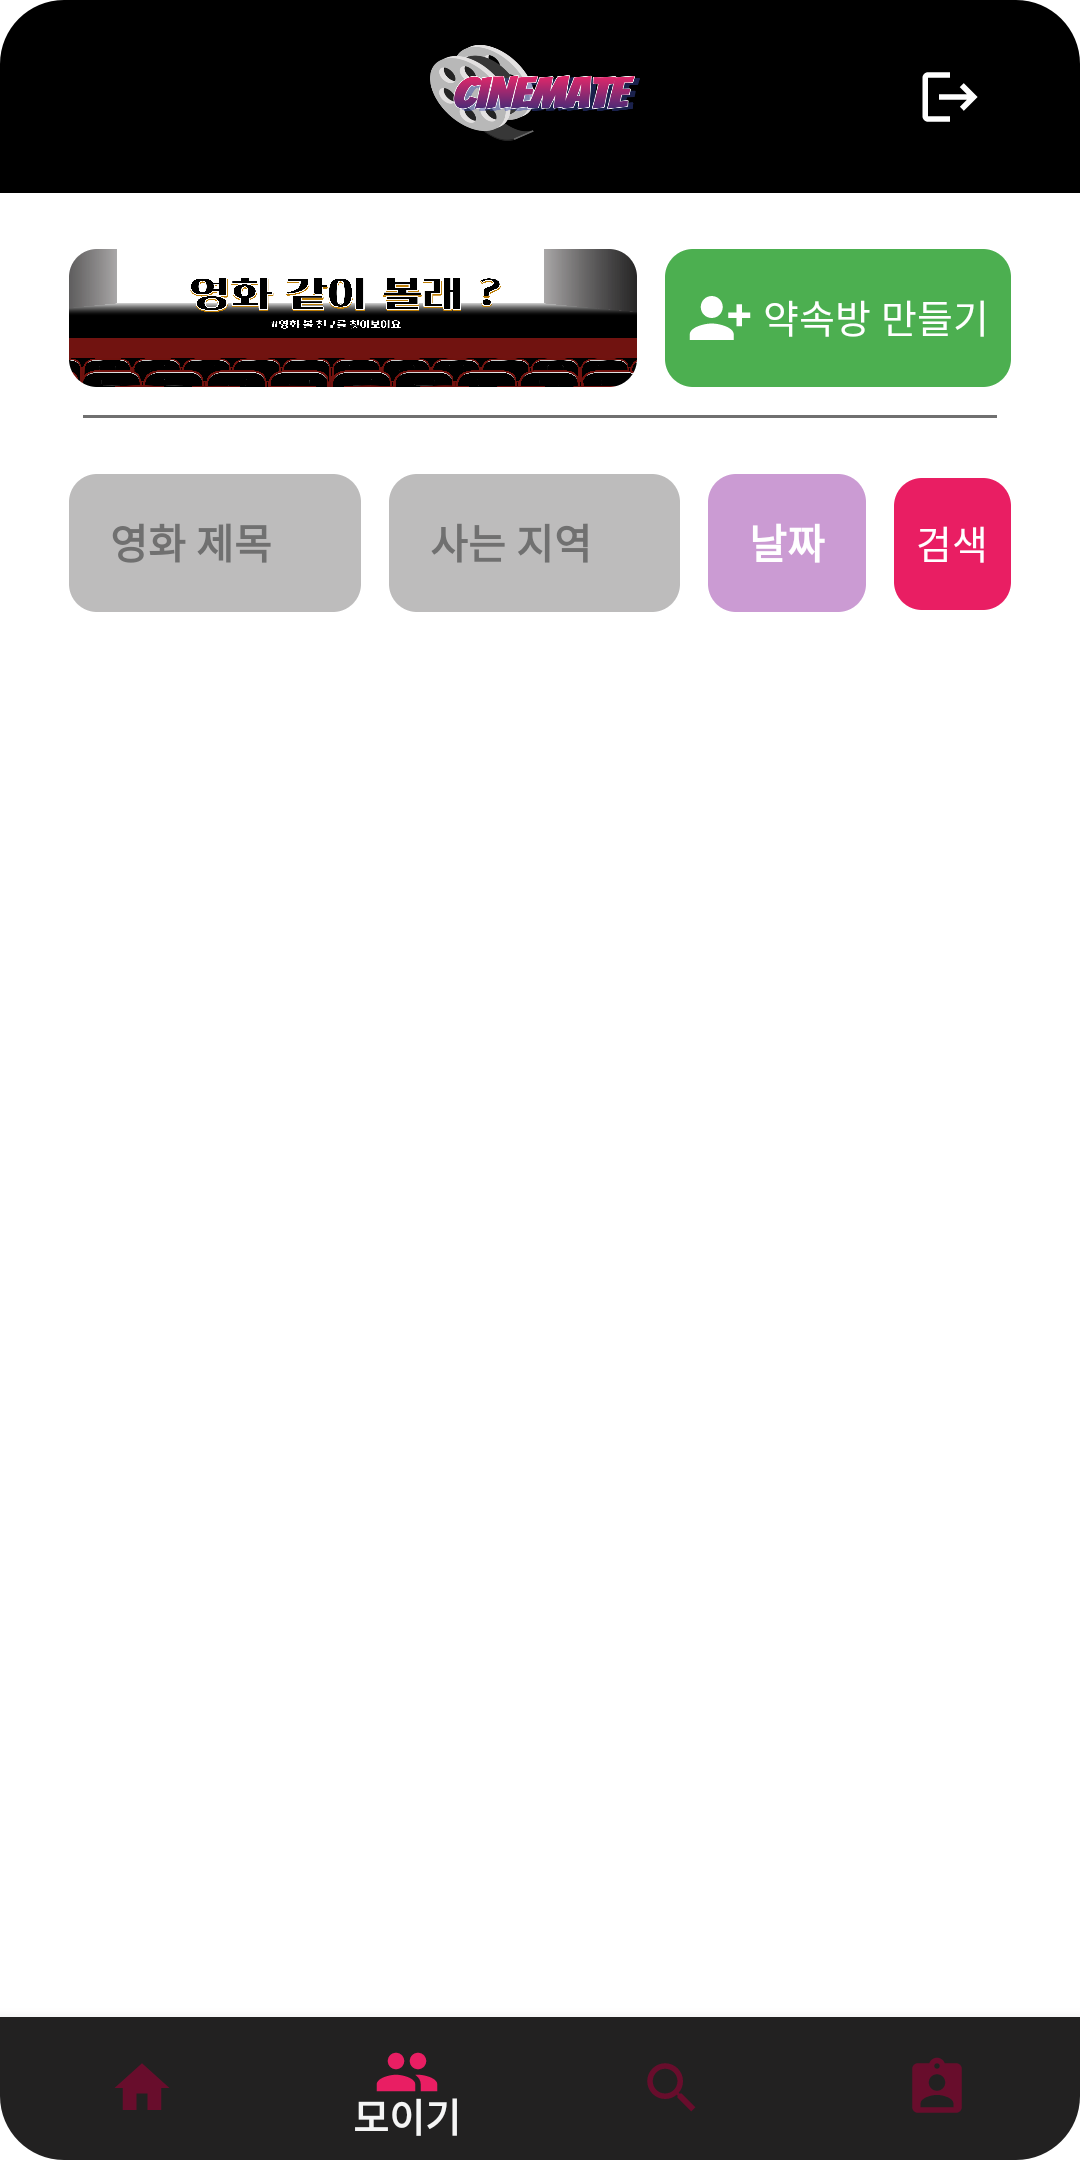 CINEMATE
영화 같이 볼래 ?
#영화 볼 친구를 찾아보아요
약속방 만들기
영화 제목
사는 지역
날짜
검색
모이기